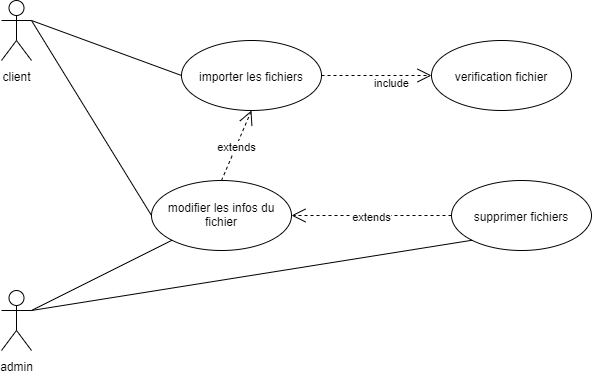 client
importer les fichiers
include
verification fichier
extends
modifier les infos du
fichier
extends
supprimer fichiers
admin